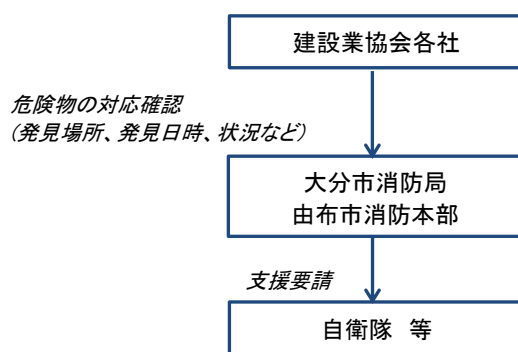 建設業協会各社
危険物の対応確認
(発見場所、発見日時、状況など)
大分市消防局
由布市消防本部
支援要請
自衛隊　等